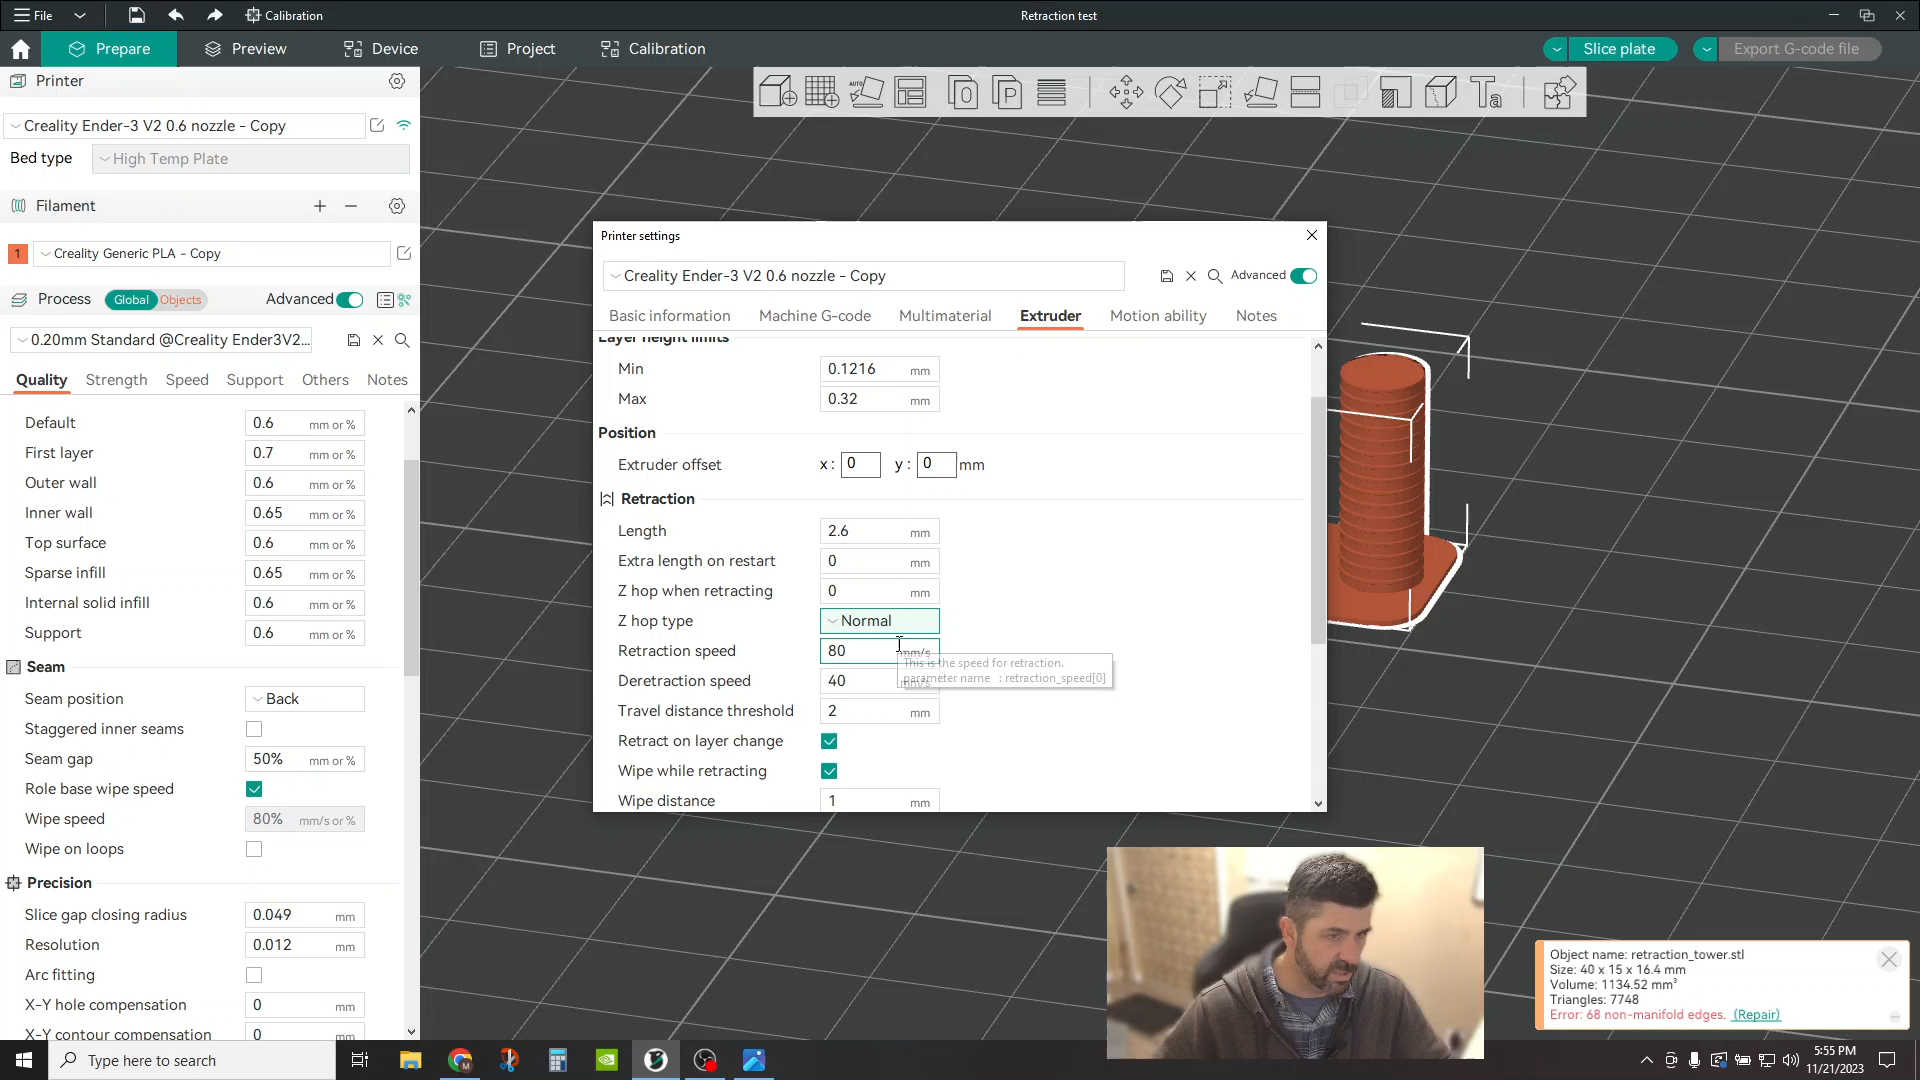 File
Calibration
Retraction test
Prepare
Preview
Device
Project
Calibration
Slice plate
Export G-code file
Printer
Creality Ender-3 V2 0.6 nozzle - Copy
Bed type
High Temp Plate
Filament
1
Creality Generic PLA - Copy
Process
Global
Objects
Advanced
0.20mm Standard @Creality Ender3V2...
Quality
Strength
Speed
Support
Others
Notes
Default
0.6
mm or %
First layer
0.7
mm or %
Outer wall
0.6
mm or %
Inner wall
0.65
mm or %
Top surface
0.6
mm or %
Sparse infill
0.65
mm or %
Internal solid infill
0.6
mm or %
Support
0.6
mm or %
Seam
Seam position
Back
Staggered inner seams
Seam gap
50%
mm or %
Role base wipe speed
Wipe speed
80%
mm/s or %
Wipe on loops
Precision
Slice gap closing radius
0.049
mm
Resolution
0.012
mm
Arc fitting
X-Y hole compensation
0
mm
X-Y contour compensation
0
mm
AUTO
P
Ta
Printer settings
Creality Ender-3 V2 0.6 nozzle - Copy
Advanced
Basic information
Machine G-code
Multimaterial
Extruder
Motion ability
Notes
Layer height limits
Min
0.1216
mm
Max
0.32
mm
Position
Extruder offset
x :
0
y :
0
mm
Retraction
Length
2.6
mm
Extra length on restart
0
mm
Z hop when retracting
0
mm
Z hop type
Normal
Retraction speed
80
mm/s
This is the speed for retraction.
parameter name : retraction_speed[0]
Deretraction speed
40
mm/s
Travel distance threshold
2
mm
Retract on layer change
Wipe while retracting
Wipe distance
1
mm
Object name: retraction_tower.stl
Size: 40 x 15 x 16.4 mm
Volume: 1134.52 mm³
Triangles: 7748
Error: 68 non-manifold edges. (Repair)
Type here to search
5:55 PM
11/21/2023